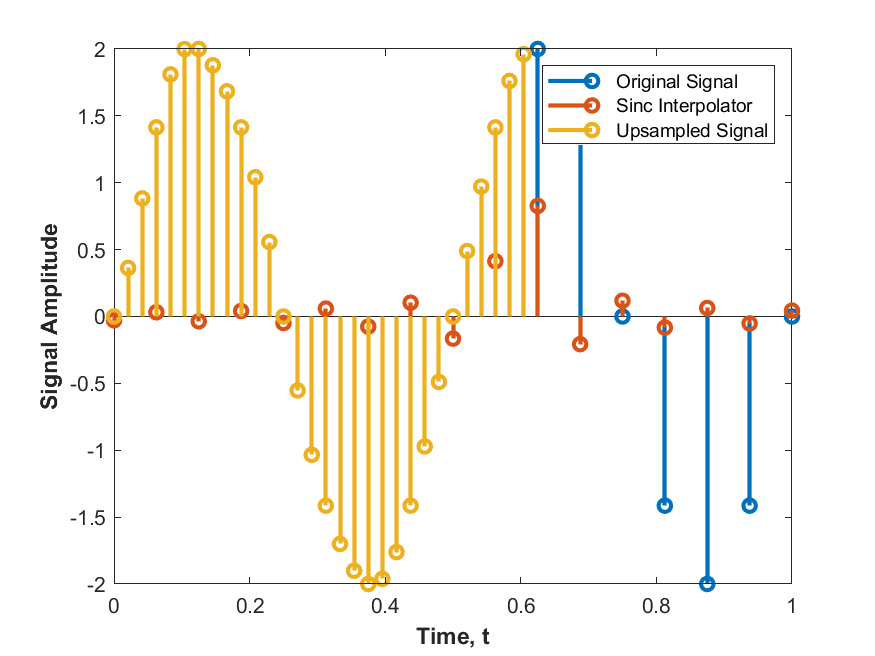 2
1.5
1
0.5
0
-0.5
-1
-1.5
-2
Signal Amplitude
Original Signal
Sinc Interpolator
Upsampled Signal
0 0.2 0.4 0.6 0.8 1
Time, t